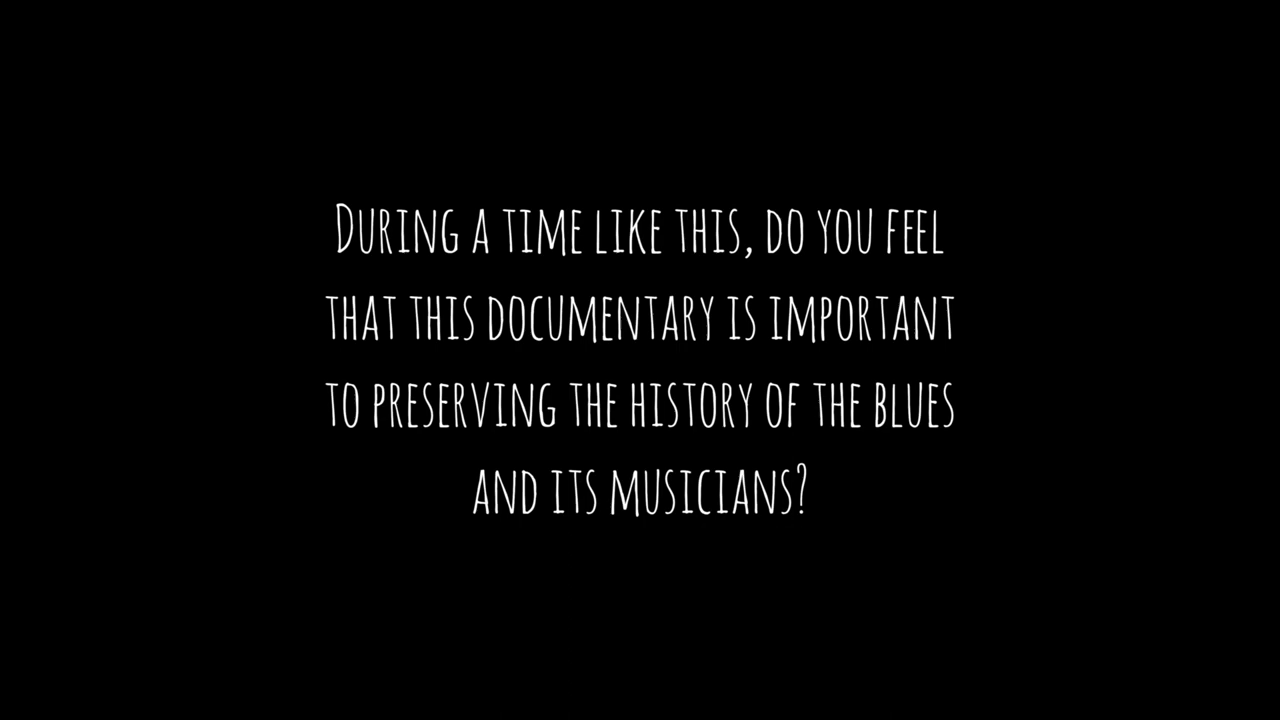 During a time like this, do you feel
that this documentary is important
to preserving the history of the blues
and its musicians?